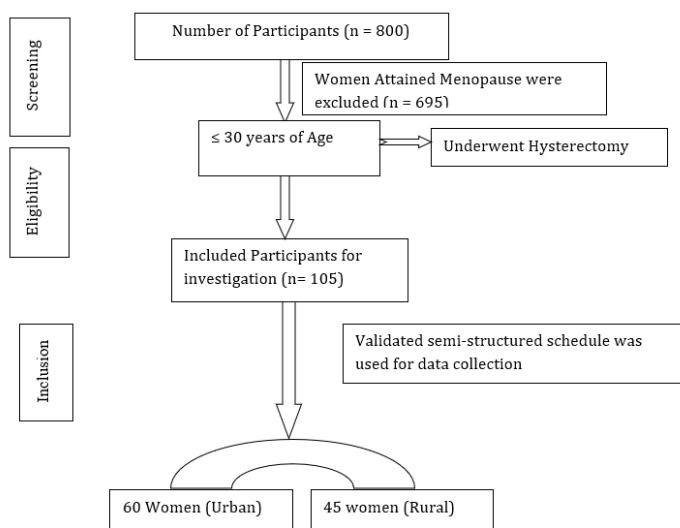 Screening
Number of Participants (n = 800)
Women Attained Menopause were
excluded (n = 695)
≤ 30 years of Age
Underwent Hysterectomy
Eligibility
Included Participants for
investigation (n= 105)
Inclusion
Validated semi-structured schedule was
used for data collection
60 Women (Urban)
45 women (Rural)